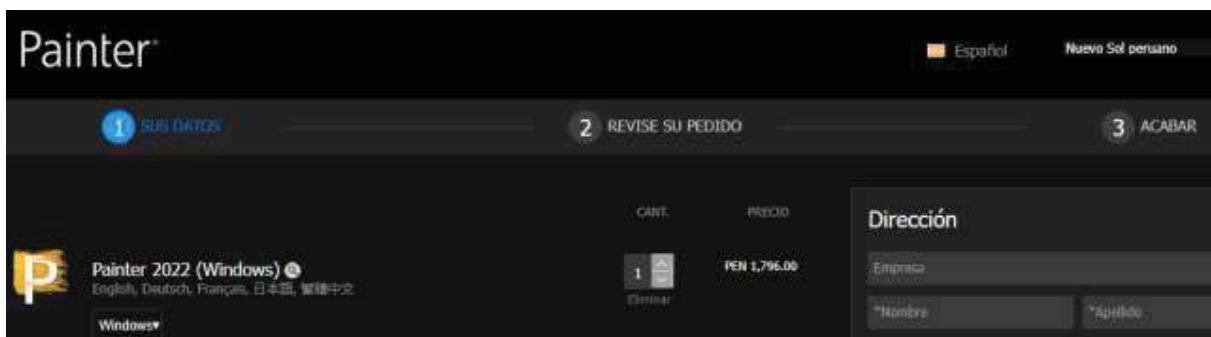 Painter
Español
Nuevo Sol peruano
1 SUS DATOS
2 REVISE SU PEDIDO
3 ACABAR
CANT.
PRECIO
Painter 2022 (Windows)
English, Deutsch, Français, 日本語, 繁體中文
1
PEN 1,796.00
Eliminar
Windows▾
Dirección
Empresa
*Nombre
*Apellido